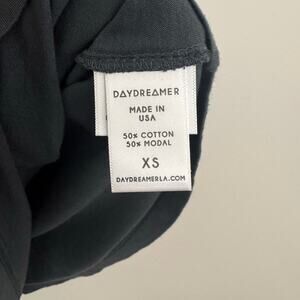 DAYDREAMER
MADE IN
USA
50% COTTON
50% MODAL
XS
DAYDREAMERLA.COM